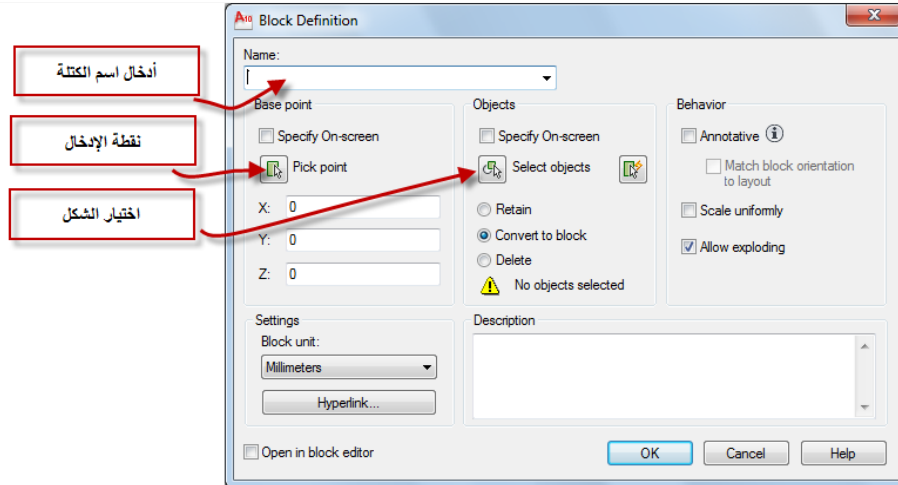 A10 Block Definition
Name:
أدخال اسم الكتلة
نقطة الإدخال
اختيار الشكل
Base point
Specify On-screen
Pick point
X: 0
Y: 0
Z: 0
Objects
Specify On-screen
Select objects
Retain
Convert to block
Delete
No objects selected
Behavior
Annotative
Match block orientation
to layout
Scale uniformly
Allow exploding
Settings
Block unit:
Millimeters
Hyperlink...
Description
Open in block editor
OK
Cancel
Help